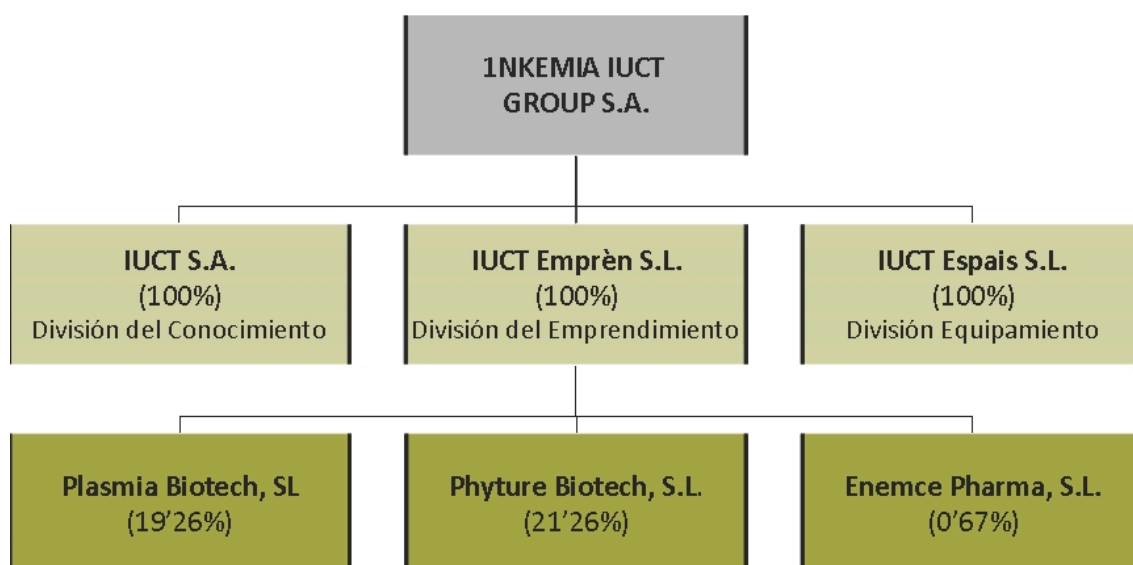 1NKEMIA IUCT
GROUP S.A.
IUCT S.A.
(100%)
División del Conocimiento
IUCT Emprèn S.L.
(100%)
División del Emprendimiento
IUCT Espais S.L.
(100%)
División Equipamiento
Plasmia Biotech, SL
(19’26%)
Phyture Biotech, S.L.
(21’26%)
Enemce Pharma, S.L.
(0’67%)